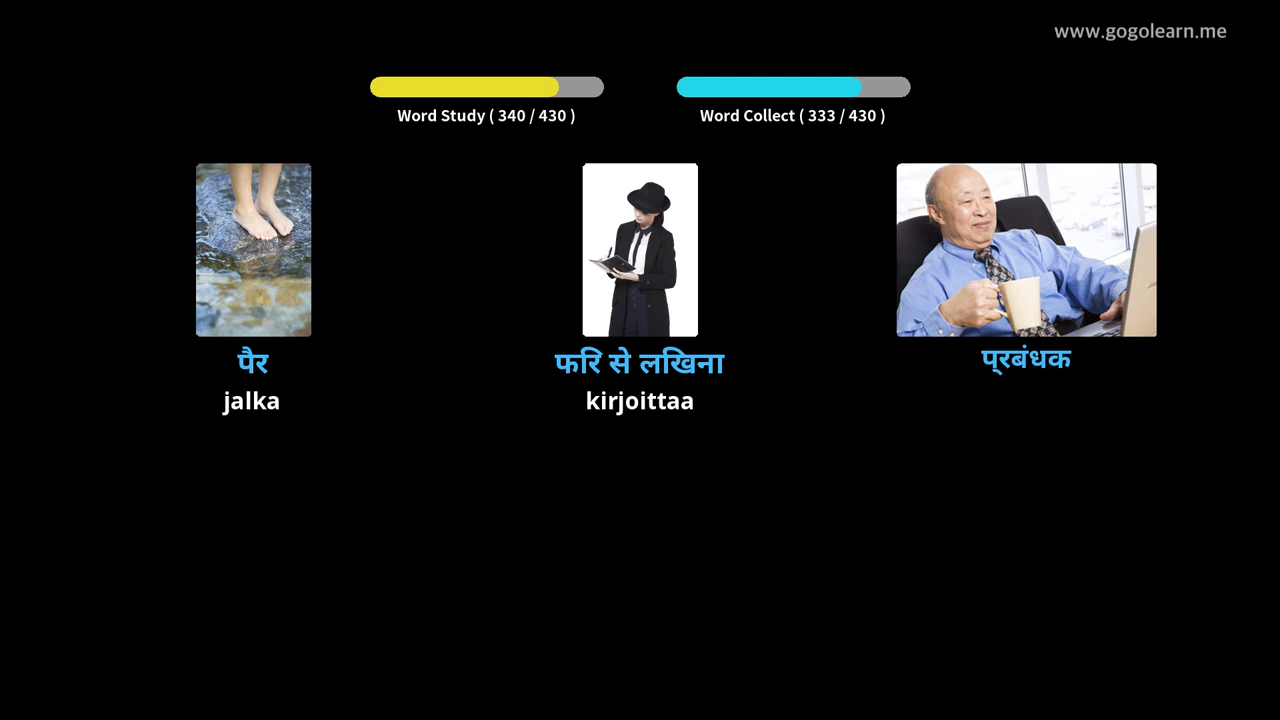 www.gogolearn.me
Word Study ( 340 / 430 )
Word Collect ( 333 / 430 )
पैर
फरि से लखिना
प्रबंधक
jalka
kirjoittaa